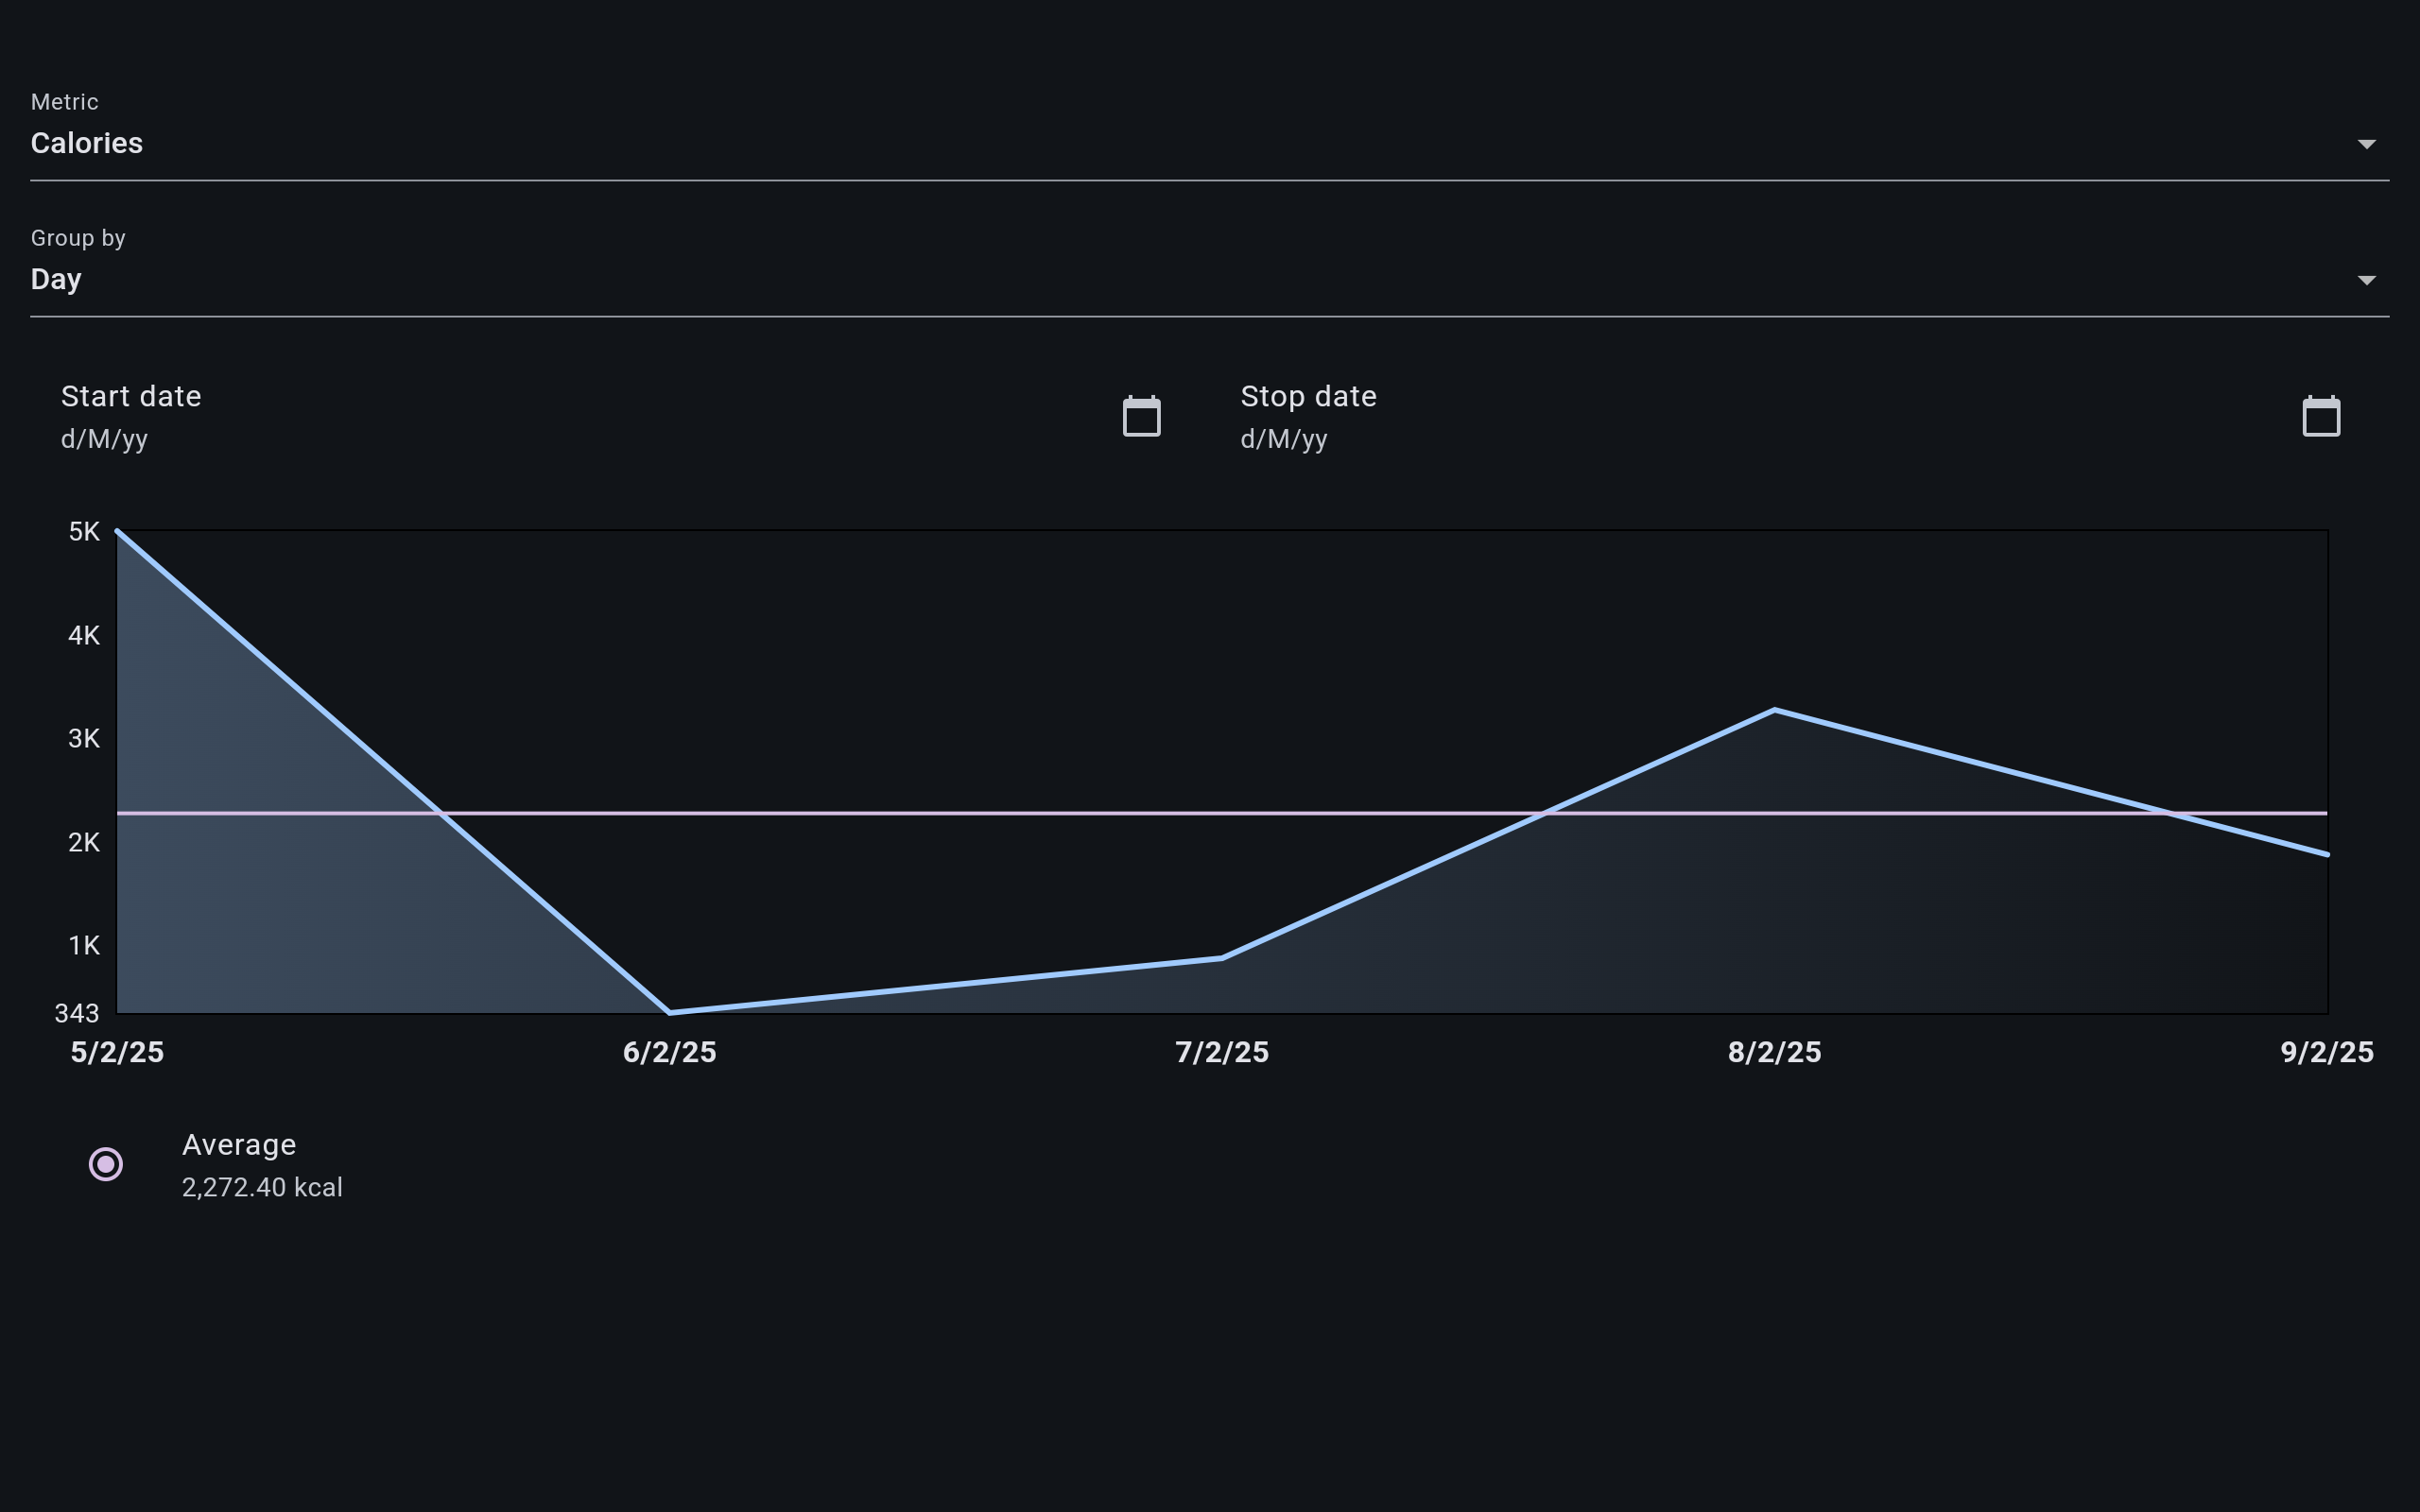 Metric
Calories
Group by
Day
Start date
d/M/yy
Stop date
d/M/yy
5K
4K
3K
2K
1K
343
5/2/25 6/2/25 7/2/25 8/2/25 9/2/25
Average
2,272.40 kcal